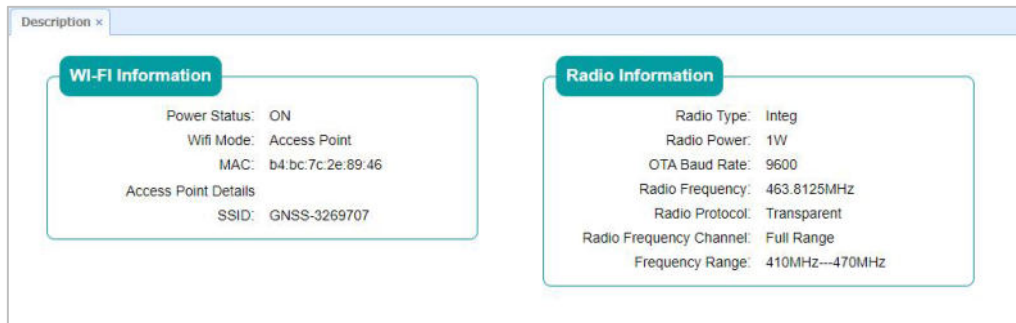 Description ×
WI-FI Information
Power Status: ON
Wifi Mode: Access Point
MAC: b4:bc:7c:2e:89:46
Access Point Details
SSID: GNSS-3269707
Radio Information
Radio Type: Integ
Radio Power: 1W
OTA Baud Rate: 9600
Radio Frequency: 463.8125MHz
Radio Protocol: Transparent
Radio Frequency Channel: Full Range
Frequency Range: 410MHz---470MHz